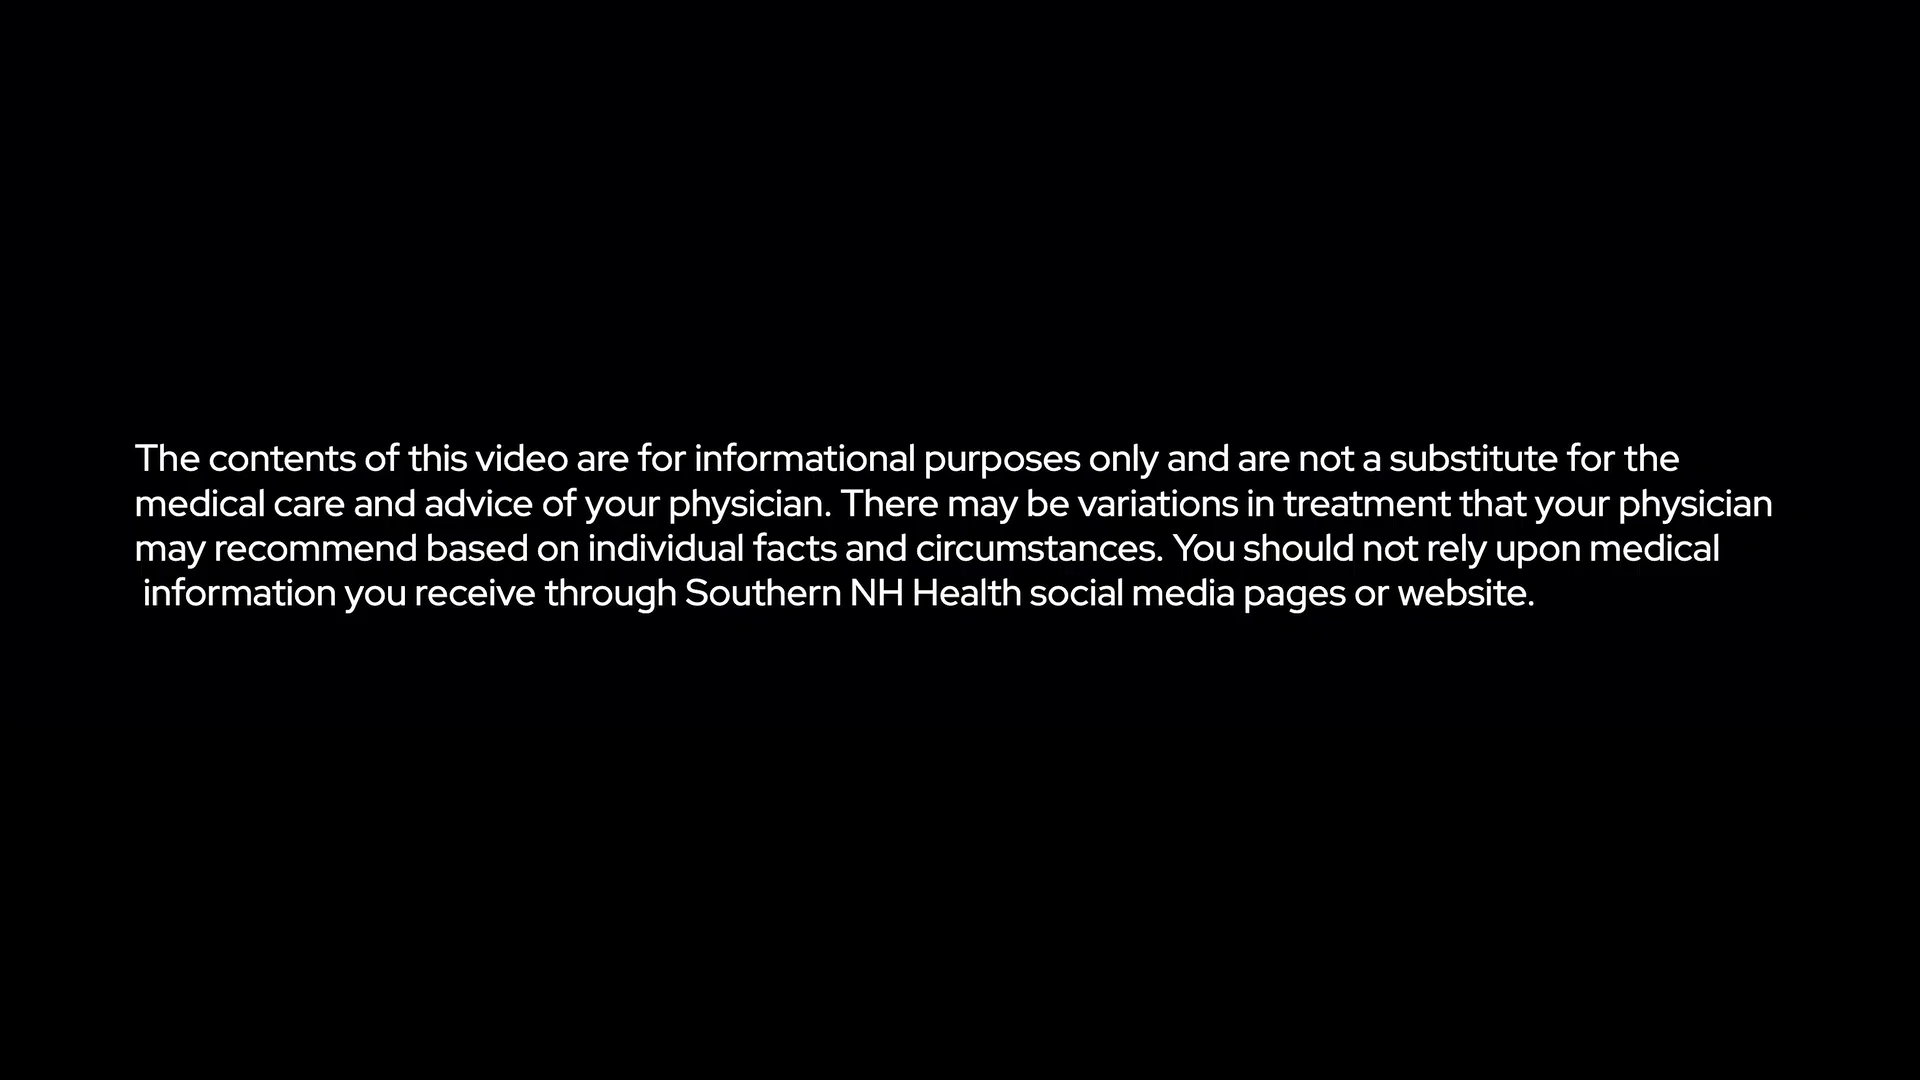 The contents of this video are for informational purposes only and are not a substitute for the
medical care and advice of your physician. There may be variations in treatment that your physician
may recommend based on individual facts and circumstances. You should not rely upon medical
information you receive through Southern NH Health social media pages or website.